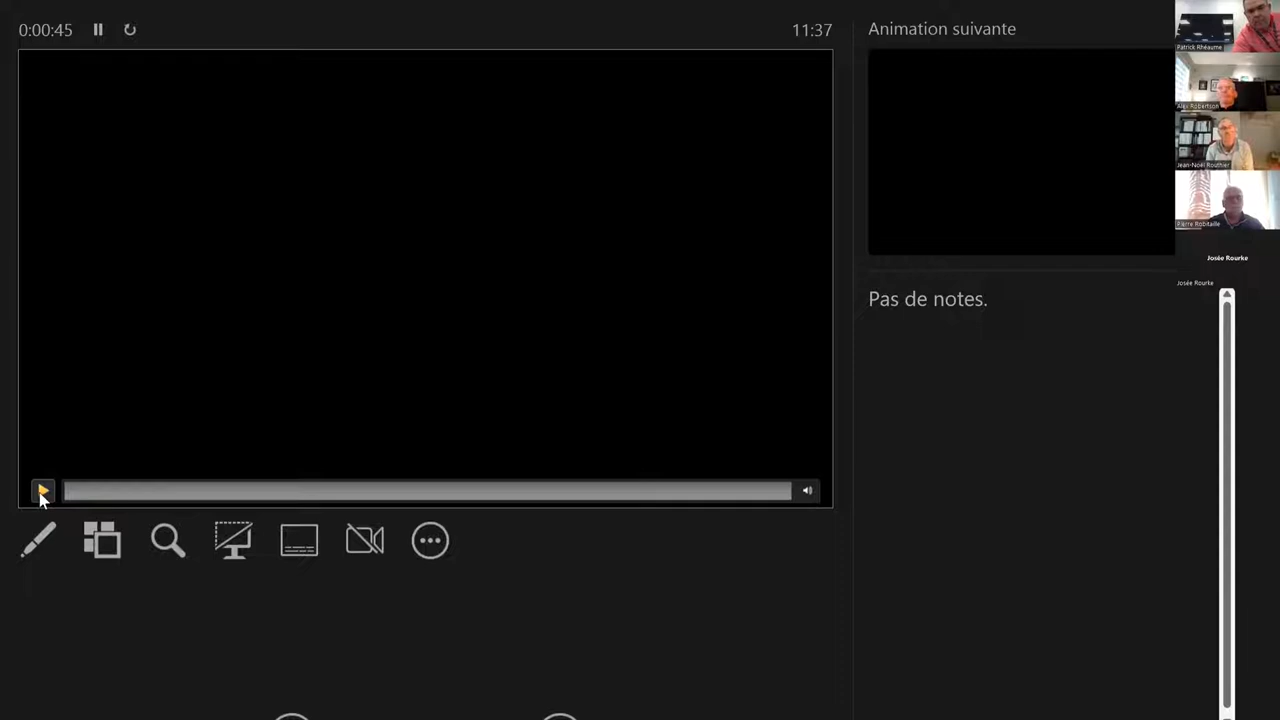 0:00:45
11:37
Animation suivante
Pas de notes.
Patrick Rhéaume
Alex Robertson
Jean-Noël Routhier
Pierre Robitaille
Josée Rourke
Josée Rourke